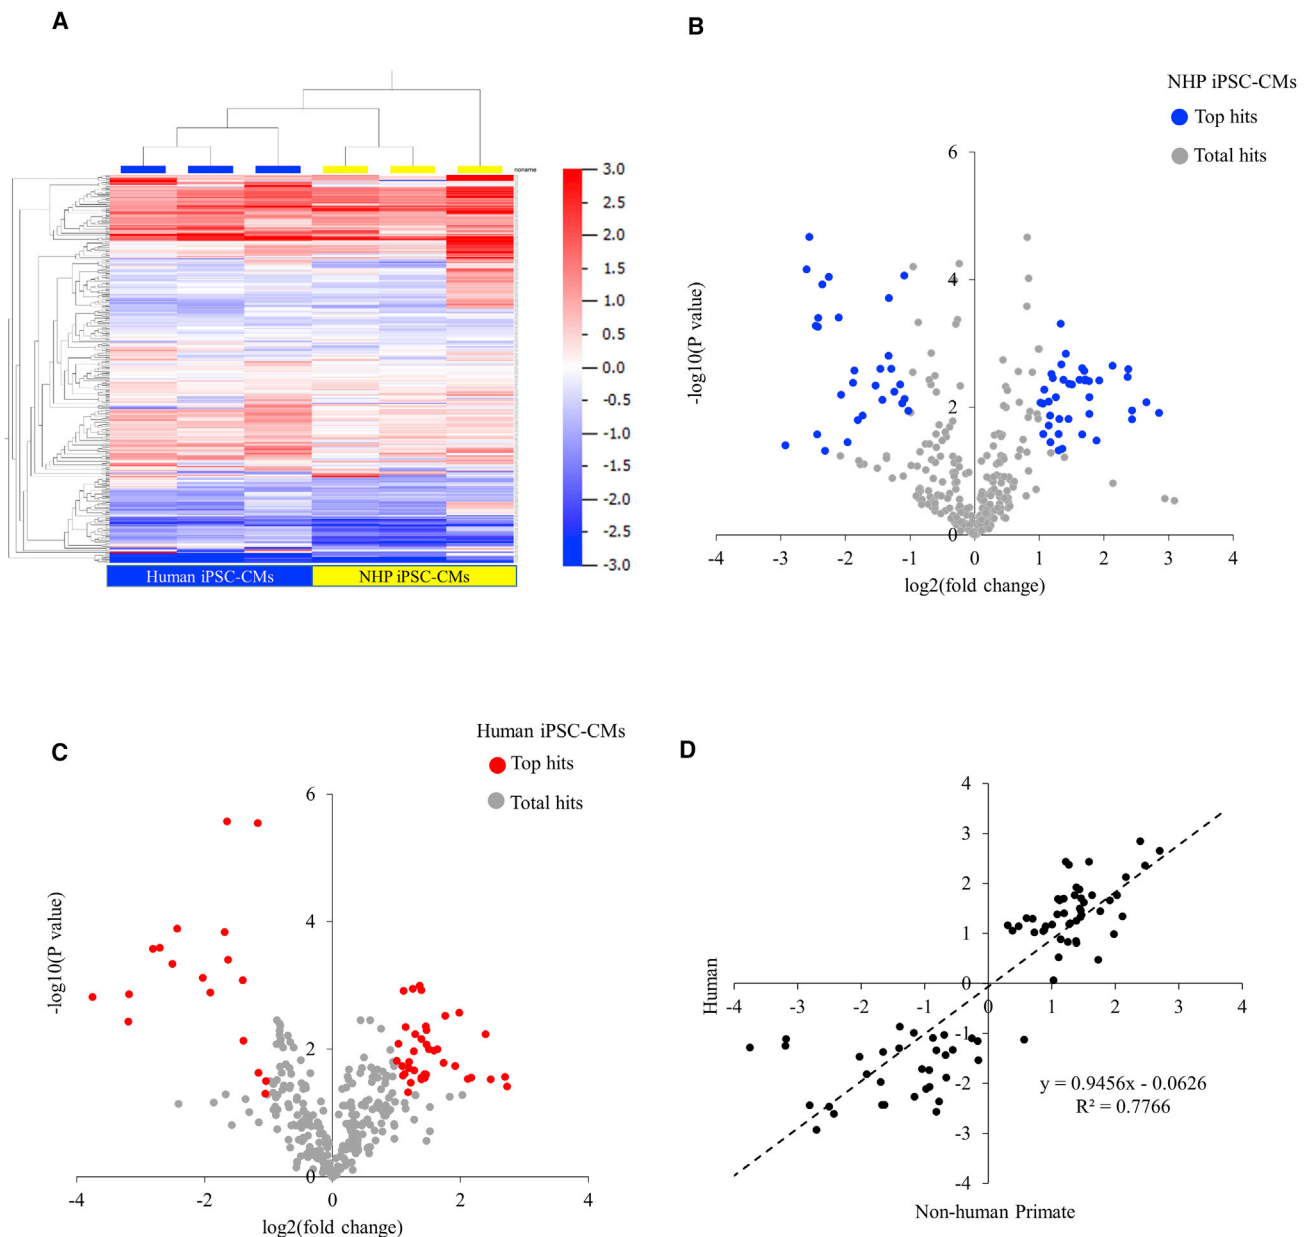 A
noname
3.0
2.5
2.0
1.5
1.0
0.5
0.0
-0.5
-1.0
-1.5
-2.0
-2.5
-3.0
Human iPSC-CMs
NHP iPSC-CMs
B
NHP iPSC-CMs
Top hits
Total hits
-log10(P value)
6
4
2
0
-4 -3 -2 -1 0 1 2 3 4
log2(fold change)
C
Human iPSC-CMs
Top hits
Total hits
-log10(P value)
6
4
2
0
-4 -2 0 2 4
log2(fold change)
D
Human
4
3
2
1
0
-4 -3 -2 -1 0 1 2 3 4
-1
-2
-3
-4
y = 0.9456x - 0.0626
R² = 0.7766
Non-human Primate